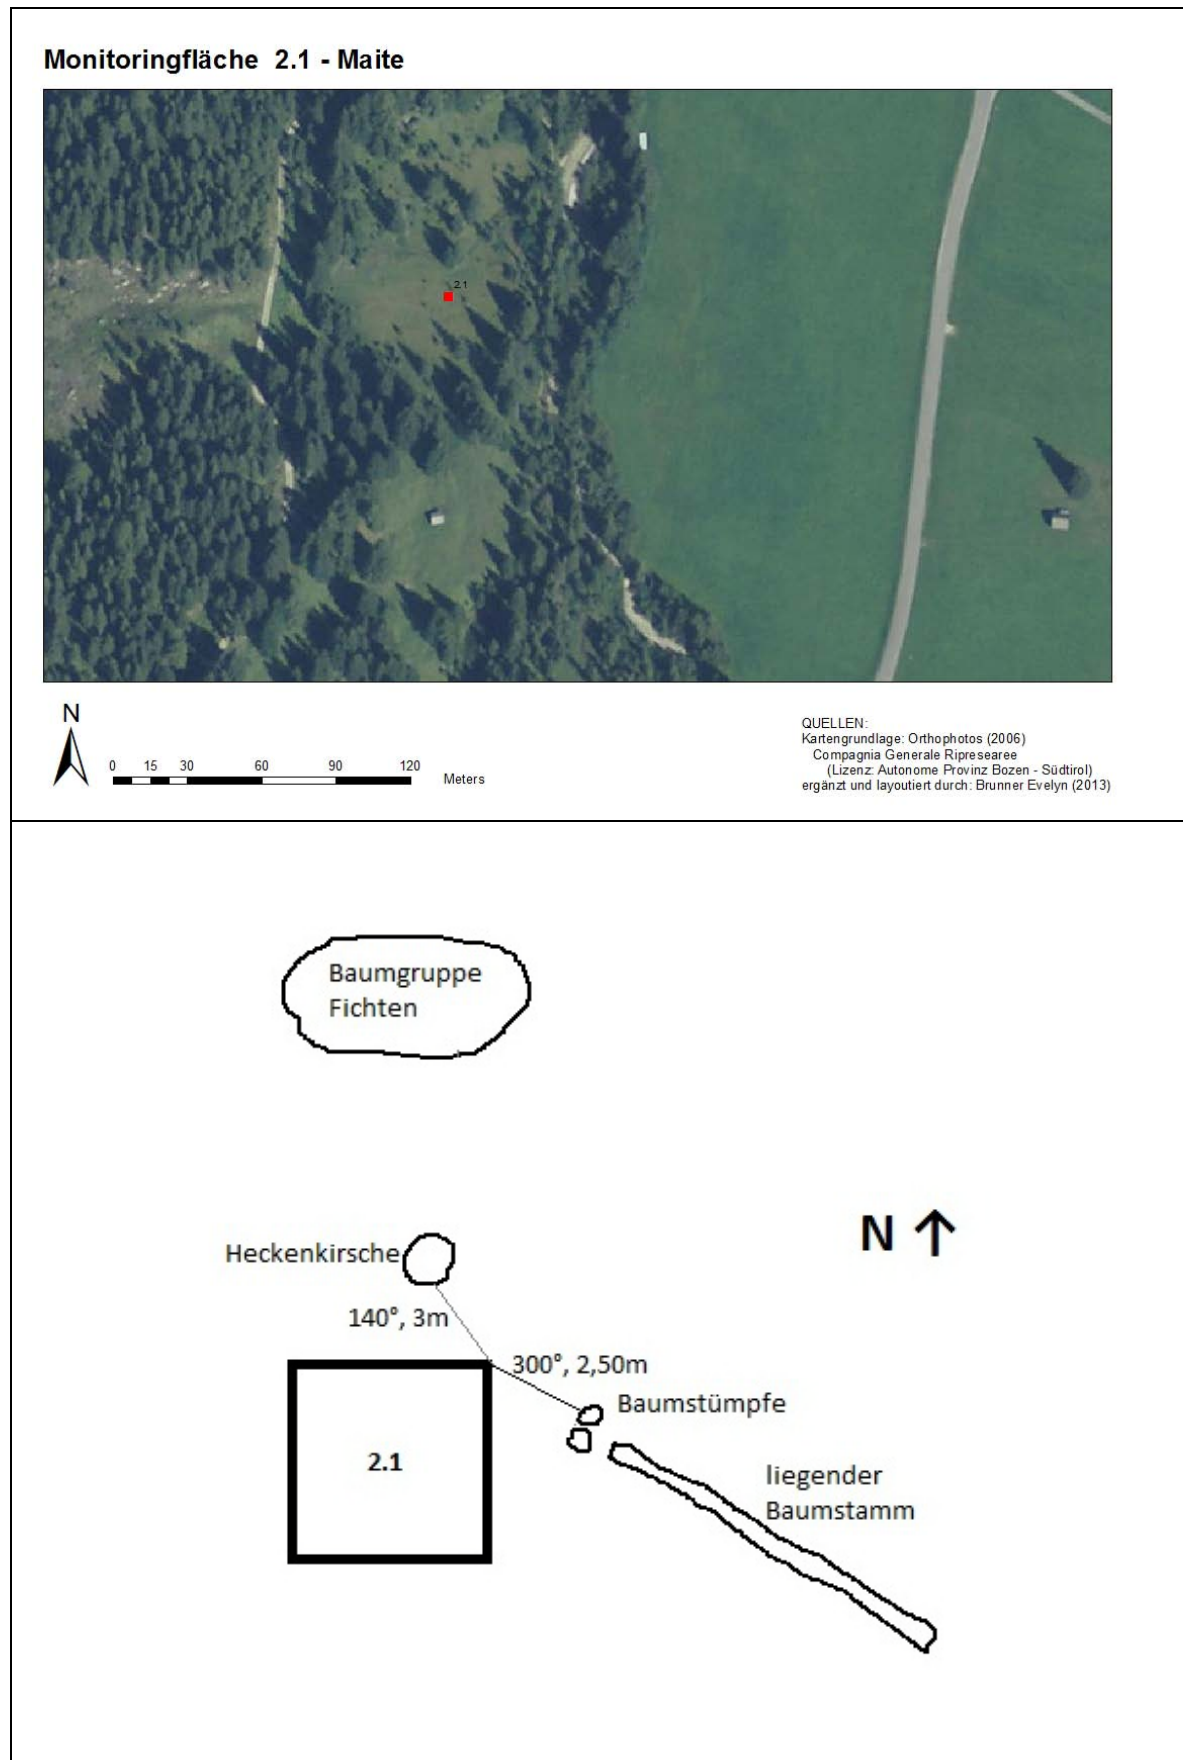 Monitoringfläche 2.1 - Maite
2.1
N
0 15 30 60 90 120
Meters
QUELLEN:
Kartengrundlage: Orthophotos (2006)
Compagnia Generale Ripresearee
(Lizenz: Autonome Provinz Bozen - Südtirol)
ergänzt und layoutiert durch: Brunner Evelyn (2013)
Baumgruppe
Fichten
N
Heckenkirsche
140°, 3m
300°, 2,50m
Baumstümpfe
2.1
liegender
Baumstamm